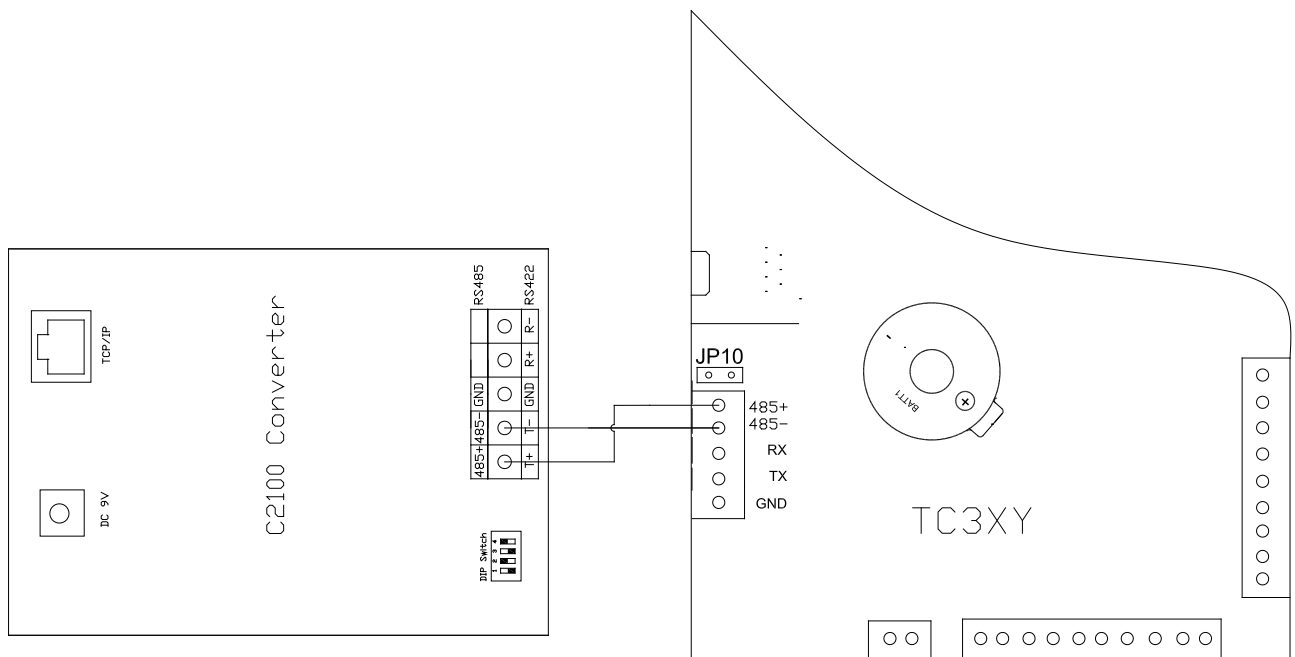 TCP/IP
DC 9V
C2100 Converter
RS485
RS422
R-
R+
GND
GND
485-
T-
485+
T+
DIP Switch
1 2 3 4
JP10
485+
485-
RX
TX
GND
BATT1
TC3XY